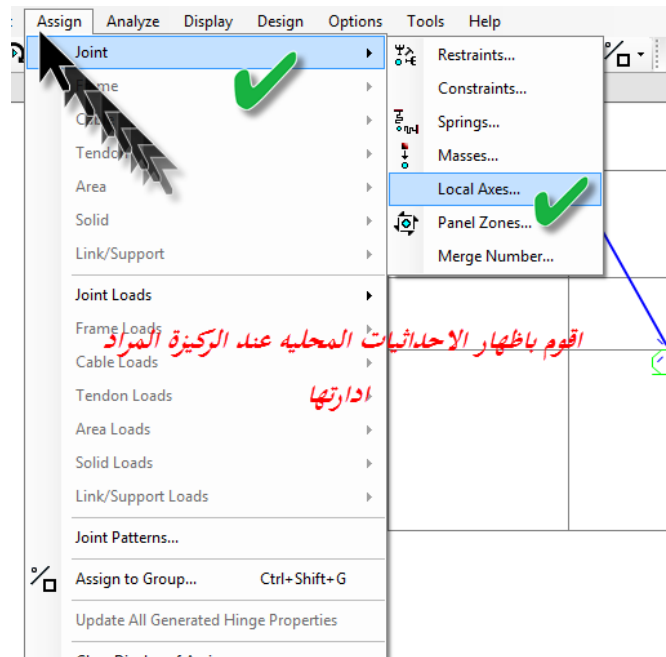 Assign Analyze Display Design Options Tools Help
Joint
Restraints...
Constraints...
Springs...
Tendon
Masses...
Area
Local Axes...
Solid
Panel Zones...
Link/Support
Merge Number...
Joint Loads
Frame Loads
اقوم باظهار الاحداثيات المحليه عند الركيزة المراد
Cable Loads
Tendon Loads
ادارتها
Area Loads
Solid Loads
Link/Support Loads
Joint Patterns...
Assign to Group... Ctrl+Shift+G
Update All Generated Hinge Properties